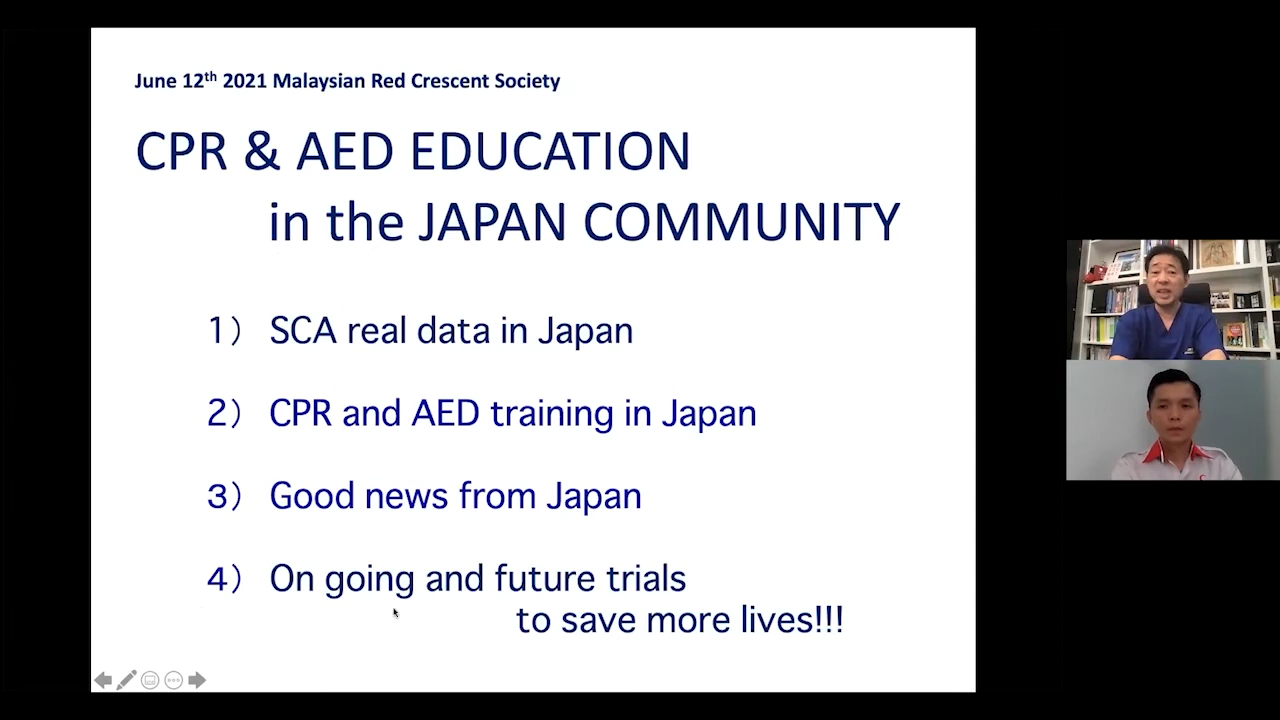 June 12th 2021 Malaysian Red Crescent Society
CPR & AED EDUCATION
in the JAPAN COMMUNITY
1) SCA real data in Japan
2) CPR and AED training in Japan
3) Good news from Japan
4) On going and future trials
to save more lives!!!